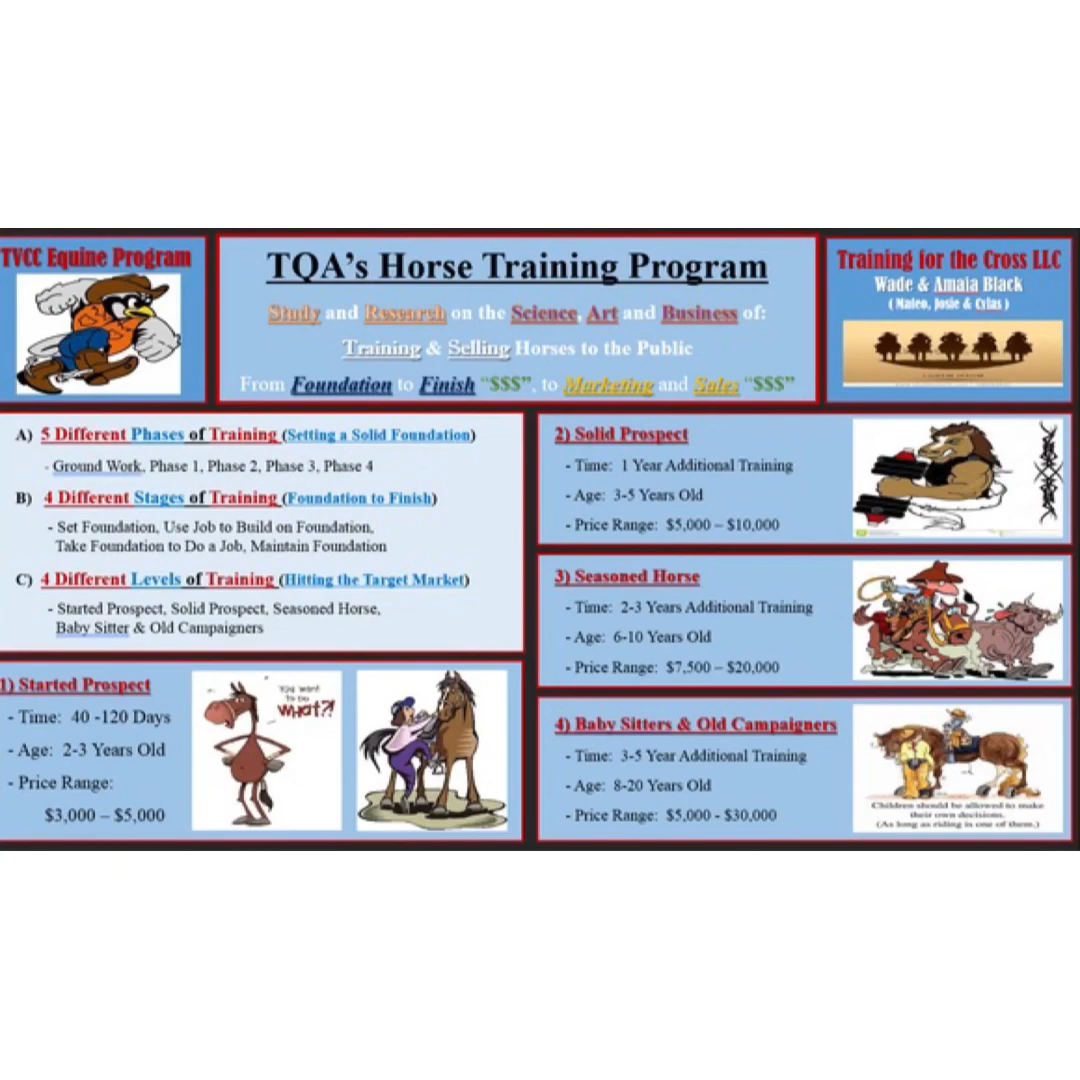 TVCC Equine Program
TQA's Horse Training Program
Study and Research on the Science, Art and Business of:
Training & Selling Horses to the Public
From Foundation to Finish "$$$", to Marketing and Sales "$$$"
Training for the Cross LLC
Wade & Amaia Black
( Mateo, Josie & Cylas )
A) 5 Different Phases of Training (Setting a Solid Foundation)
- Ground Work, Phase 1, Phase 2, Phase 3, Phase 4
B) 4 Different Stages of Training (Foundation to Finish)
- Set Foundation, Use Job to Build on Foundation,
Take Foundation to Do a Job, Maintain Foundation
C) 4 Different Levels of Training (Hitting the Target Market)
- Started Prospect, Solid Prospect, Seasoned Horse,
Baby Sitter & Old Campaigners
1) Started Prospect
- Time: 40 -120 Days
- Age: 2-3 Years Old
- Price Range:
$3,000 – $5,000
You want
to be
WHAT?!
2) Solid Prospect
- Time: 1 Year Additional Training
- Age: 3-5 Years Old
- Price Range: $5,000 – $10,000
3) Seasoned Horse
- Time: 2-3 Years Additional Training
- Age: 6-10 Years Old
- Price Range: $7,500 – $20,000
4) Baby Sitters & Old Campaigners
- Time: 3-5 Year Additional Training
- Age: 8-20 Years Old
- Price Range: $5,000 - $30,000
Children should be allowed to make
their own decisions.
(As long as riding is one of them.)